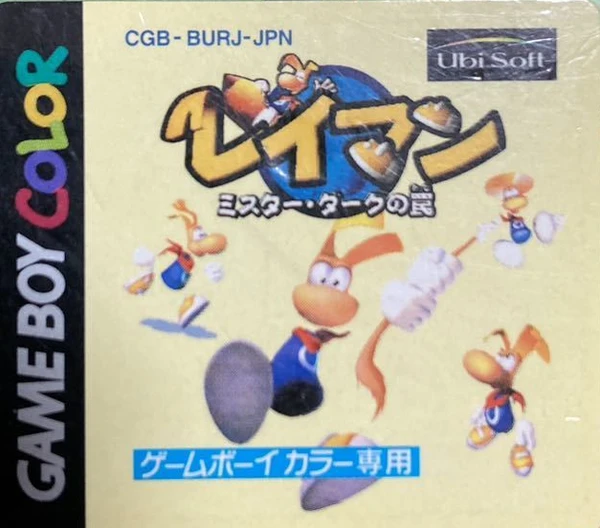 CGB-BURJ-JPN
Ubi Soft
レイマン
ミスター・ダークの罠
GAME BOY COLOR
ゲームボーイカラー専用